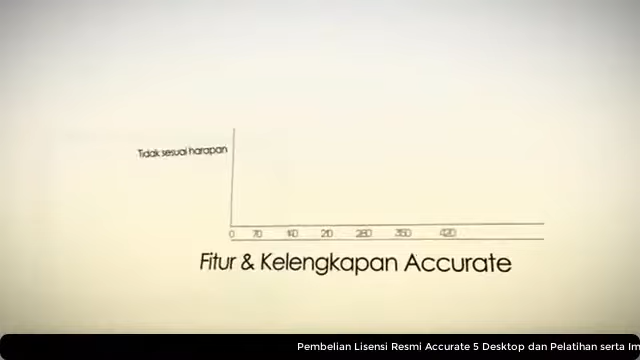 Tidak sesuai harapan
0 70 140 210 280 350 420
Fitur & Kelengkapan Accurate
Pembelian Lisensi Resmi Accurate 5 Desktop dan Pelatihan serta Im